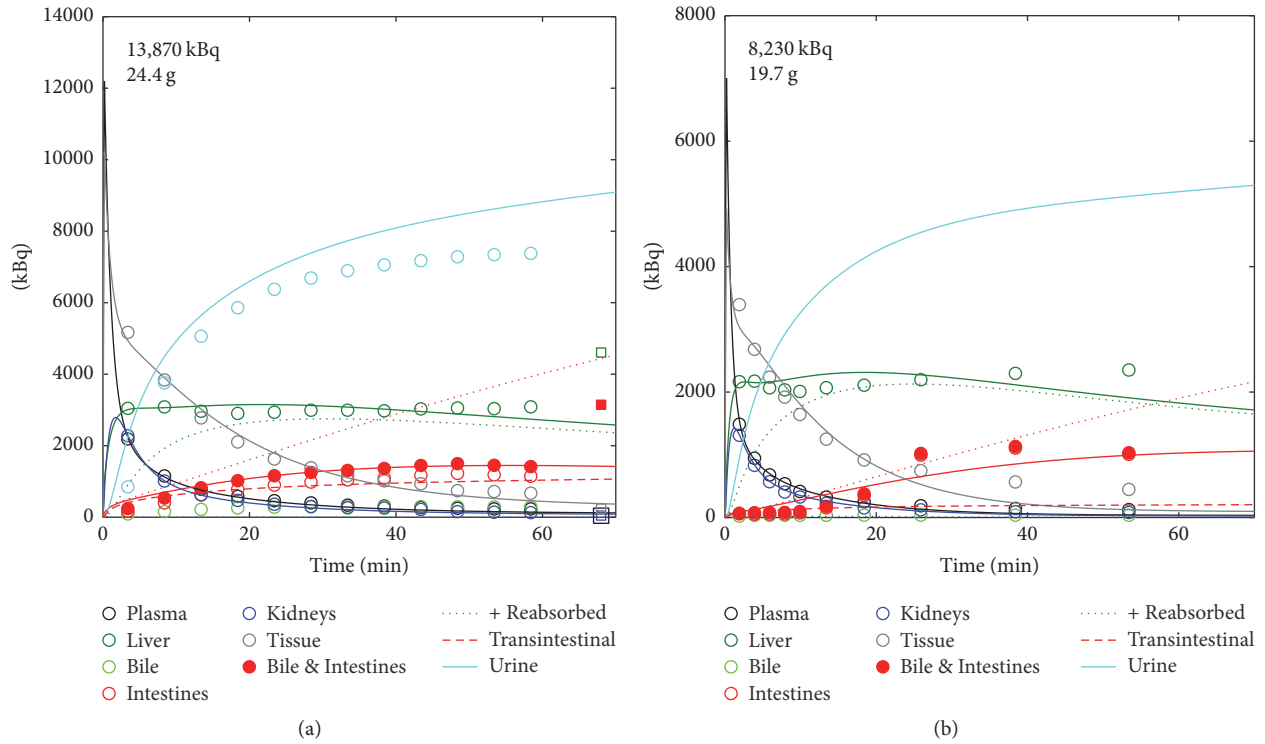 14000
12000
10000
8000
6000
4000
2000
0
(kBq)
13,870 kBq
24.4 g
0
20
40
60
Time (min)
Plasma
Liver
Bile
Intestines
Kidneys
Tissue
Bile & Intestines
+ Reabsorbed
Transintestinal
Urine
(a)
8000
6000
4000
2000
0
(kBq)
8,230 kBq
19.7 g
0
20
40
60
Time (min)
Plasma
Liver
Bile
Intestines
Kidneys
Tissue
Bile & Intestines
+ Reabsorbed
Transintestinal
Urine
(b)